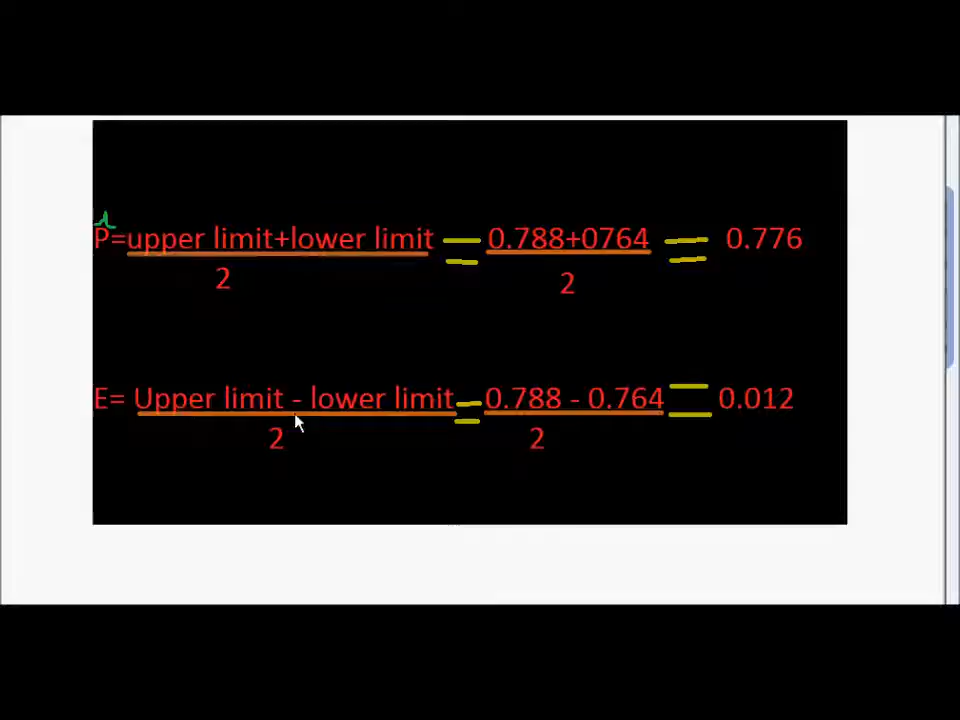 P̂=upper limit+lower limit = 0.788+0764 = 0.776
2 2
E= Upper limit - lower limit = 0.788 - 0.764 = 0.012
2 2